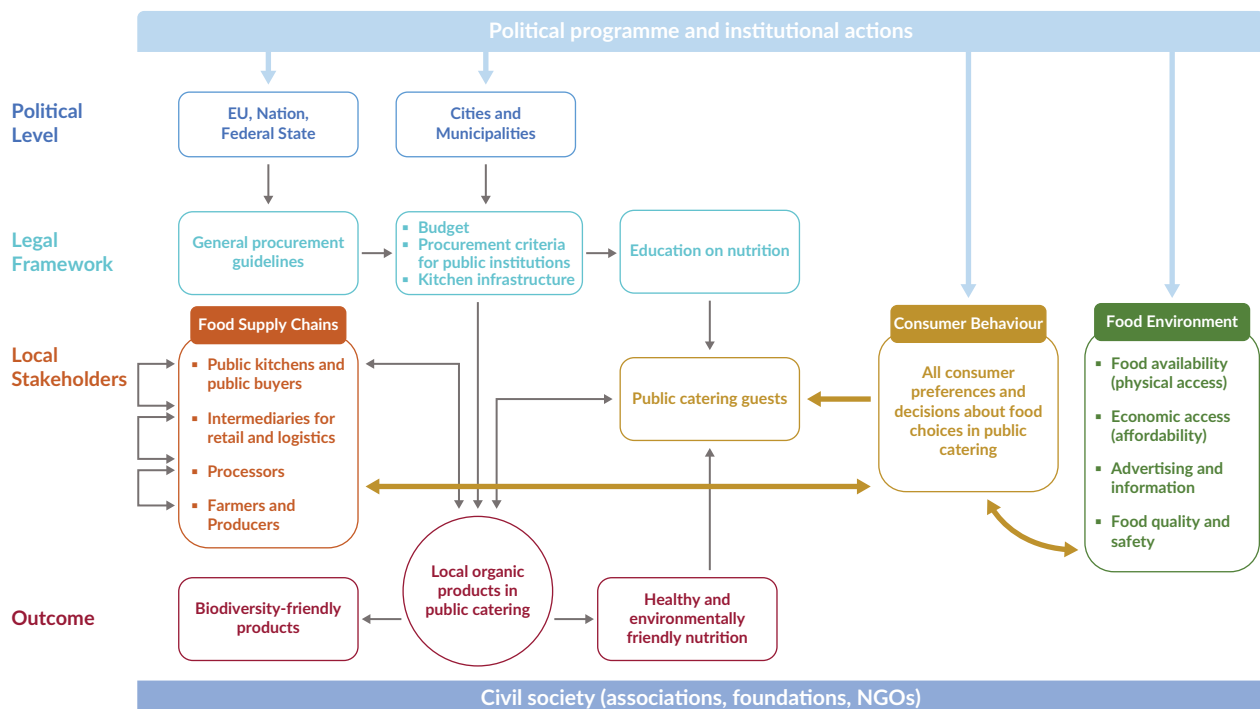 Political programme and institutional actions
Political
Level
EU, Nation,
Federal State
Cities and
Municipalities
Legal
Framework
General procurement
guidelines
▪ Budget
▪ Procurement criteria
for public institutions
▪ Kitchen infrastructure
Education on nutrition
Local
Stakeholders
Food Supply Chains
▪ Public kitchens and
public buyers
▪ Intermediaries for
retail and logistics
▪ Processors
▪ Farmers and
Producers
Public catering guests
Consumer Behaviour
All consumer
preferences and
decisions about food
choices in public
catering
Food Environment
▪ Food availability
(physical access)
▪ Economic access
(affordability)
▪ Advertising and
information
▪ Food quality and
safety
Outcome
Biodiversity-friendly
products
Local organic
products in
public catering
Healthy and
environmentally
friendly nutrition
Civil society (associations, foundations, NGOs)